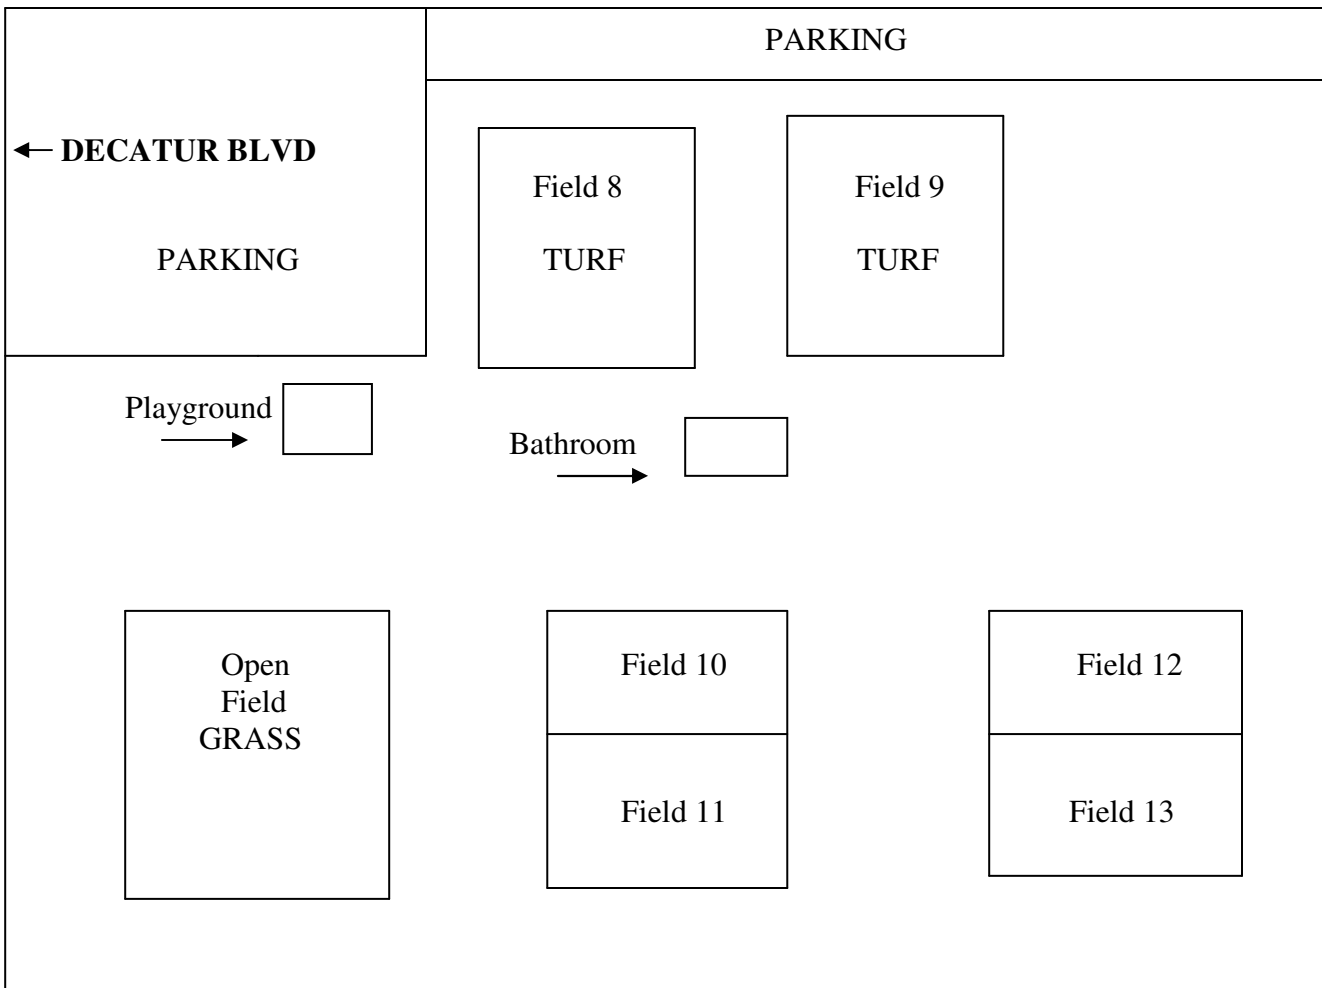 PARKING
DECATUR BLVD
Field 8
Field 9
PARKING
TURF
TURF
Playground
Bathroom
Open
Field
GRASS
Field 10
Field 12
Field 11
Field 13